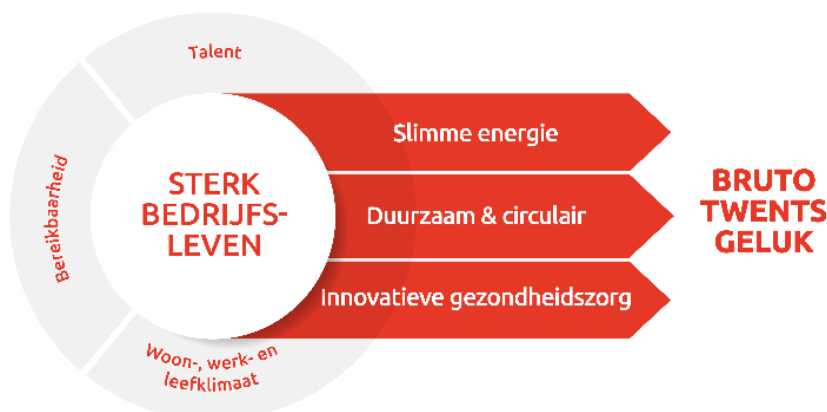 Talent
Bereikbaarheid
STERK
BEDRIJFS-
LEVEN
Woon-, werk- en
leefklimaat
Slimme energie
Duurzaam & circulair
Innovatieve gezondheidszorg
BRUTO
TWENTS
GELUK